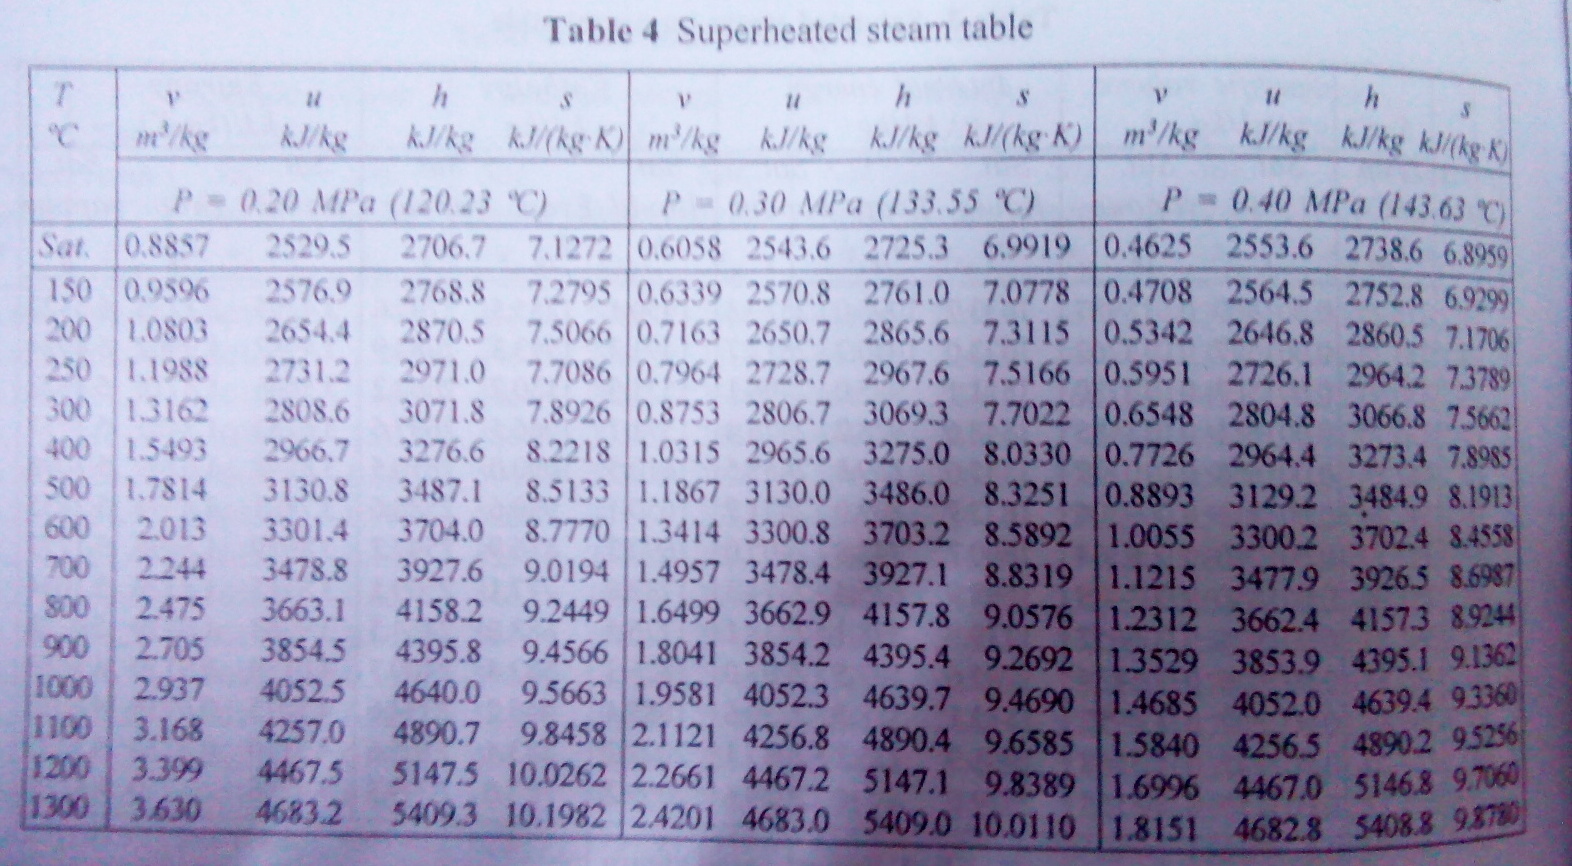 Table 4 Superheated steam table
T v u h s v u h s v u h s
°C m³/kg kJ/kg kJ/kg kJ/(kg·K) m³/kg kJ/kg kJ/kg kJ/(kg·K) m³/kg kJ/kg kJ/kg kJ/(kg·K)
P = 0.20 MPa (120.23 °C) P = 0.30 MPa (133.55 °C) P = 0.40 MPa (143.63 °C)
Sat. 0.8857 2529.5 2706.7 7.1272 0.6058 2543.6 2725.3 6.9919 0.4625 2553.6 2738.6 6.8959
150 0.9596 2576.9 2768.8 7.2795 0.6339 2570.8 2761.0 7.0778 0.4708 2564.5 2752.8 6.9299
200 1.0803 2654.4 2870.5 7.5066 0.7163 2650.7 2865.6 7.3115 0.5342 2646.8 2860.5 7.1706
250 1.1988 2731.2 2971.0 7.7086 0.7964 2728.7 2967.6 7.5166 0.5951 2726.1 2964.2 7.3789
300 1.3162 2808.6 3071.8 7.8926 0.8753 2806.7 3069.3 7.7022 0.6548 2804.8 3066.8 7.5662
400 1.5493 2966.7 3276.6 8.2218 1.0315 2965.6 3275.0 8.0330 0.7726 2964.4 3273.4 7.8985
500 1.7814 3130.8 3487.1 8.5133 1.1867 3130.0 3486.0 8.3251 0.8893 3129.2 3484.9 8.1913
600 2.013 3301.4 3704.0 8.7770 1.3414 3300.8 3703.2 8.5892 1.0055 3300.2 3702.4 8.4558
700 2.244 3478.8 3927.6 9.0194 1.4957 3478.4 3927.1 8.8319 1.1215 3477.9 3926.5 8.6987
800 2.475 3663.1 4158.2 9.2449 1.6499 3662.9 4157.8 9.0576 1.2312 3662.4 4157.3 8.9244
900 2.705 3854.5 4395.8 9.4566 1.8041 3854.2 4395.4 9.2692 1.3529 3853.9 4395.1 9.1362
1000 2.937 4052.5 4640.0 9.5663 1.9581 4052.3 4639.7 9.4690 1.4685 4052.0 4639.4 9.3360
1100 3.168 4257.0 4890.7 9.8458 2.1121 4256.8 4890.4 9.6585 1.5840 4256.5 4890.2 9.5256
1200 3.399 4467.5 5147.5 10.0262 2.2661 4467.2 5147.1 9.8389 1.6996 4467.0 5146.8 9.7060
1300 3.630 4683.2 5409.3 10.1982 2.4201 4683.0 5409.0 10.0110 1.8151 4682.8 5408.8 9.8780